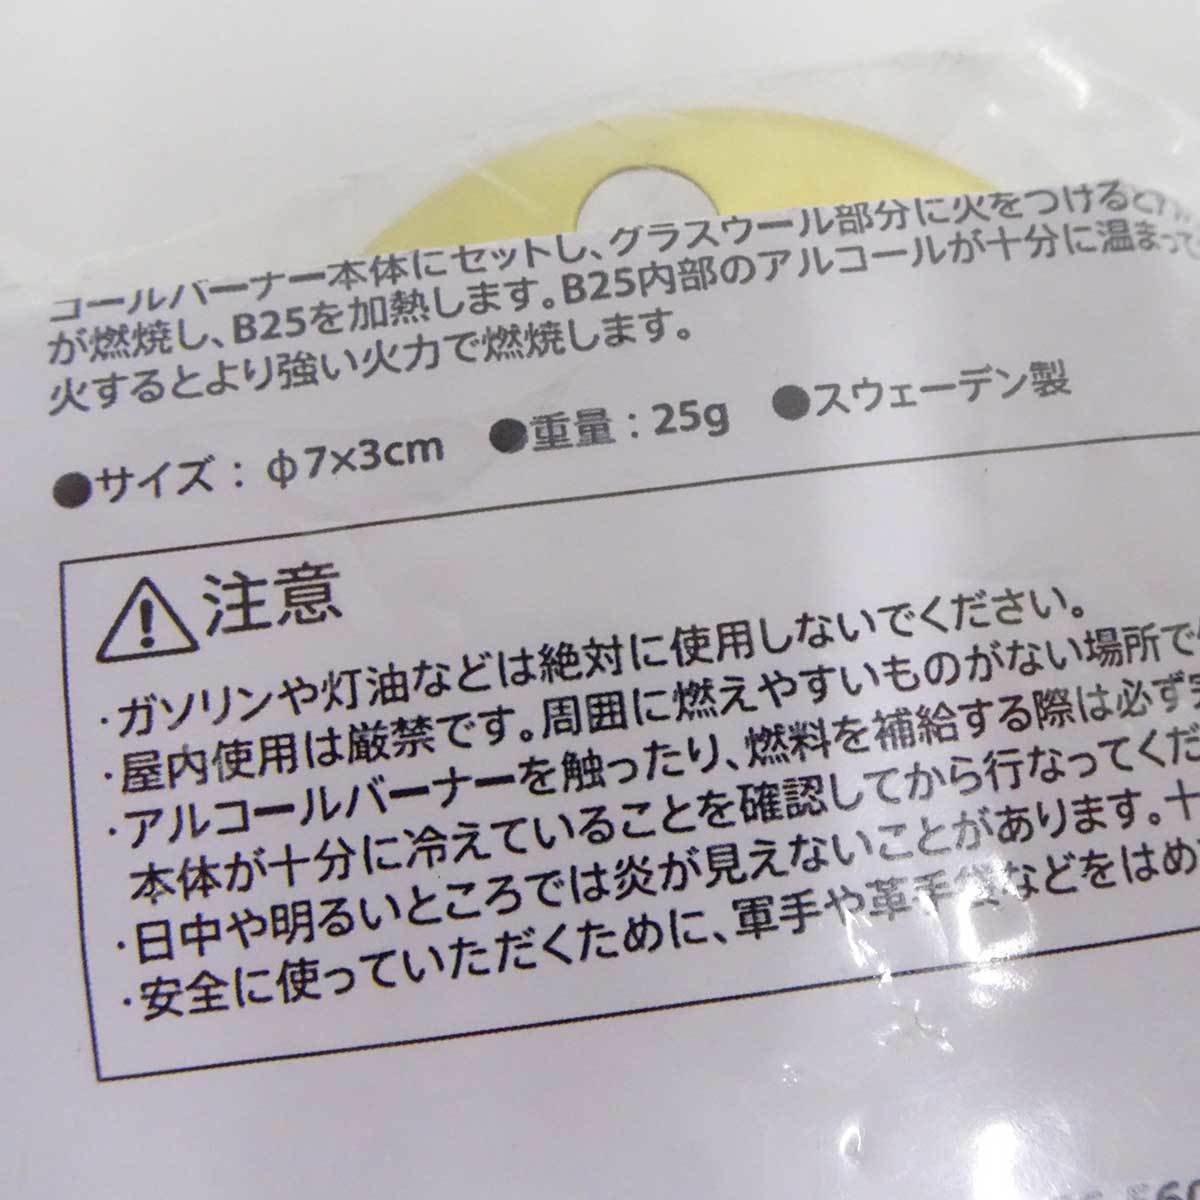 コールバーナー本体にセットし、グラスウール部分に火をつけると
が燃焼し、B25を加熱します。B25内部のアルコールが十分に温まって
火するとより強い火力で燃焼します。
●サイズ：φ7×3cm ●重量：25g ●スウェーデン製
注意
・ガソリンや灯油などは絶対に使用しないでください。
・屋内使用は厳禁です。周囲に燃えやすいものがない場所で
・アルコールバーナーを触ったり、燃料を補給する際は必ず
本体が十分に冷えていることを確認してから行なってくだ
・日中や明るいところでは炎が見えないことがあります。十
・安全に使っていただくために、軍手や革手袋などをはめ